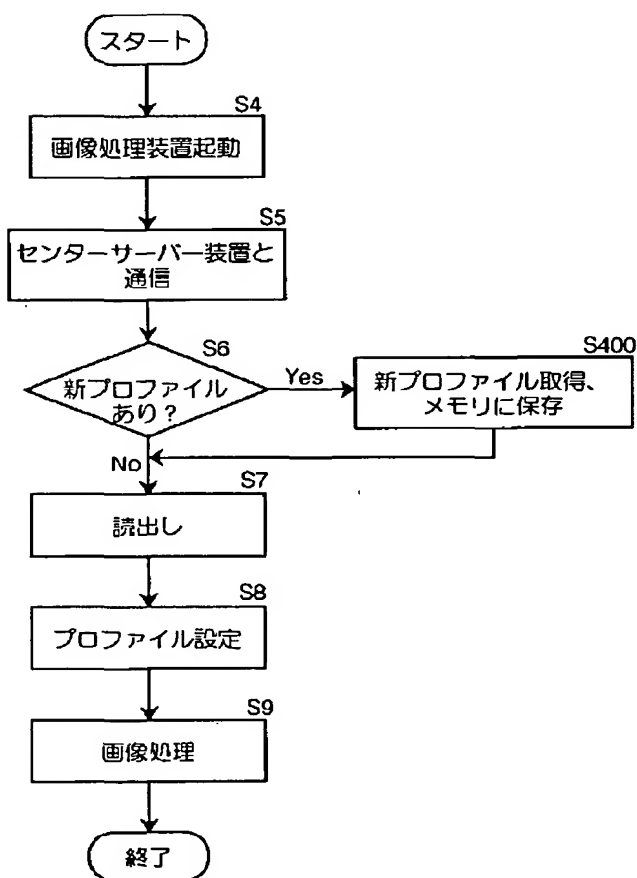 スタート
S4
画像処理装置起動
S5
センターサーバー装置と
通信
S6
新プロファイル
あり？
Yes
S400
新プロファイル取得、
メモリに保存
No
S7
読出し
S8
プロファイル設定
S9
画像処理
終了